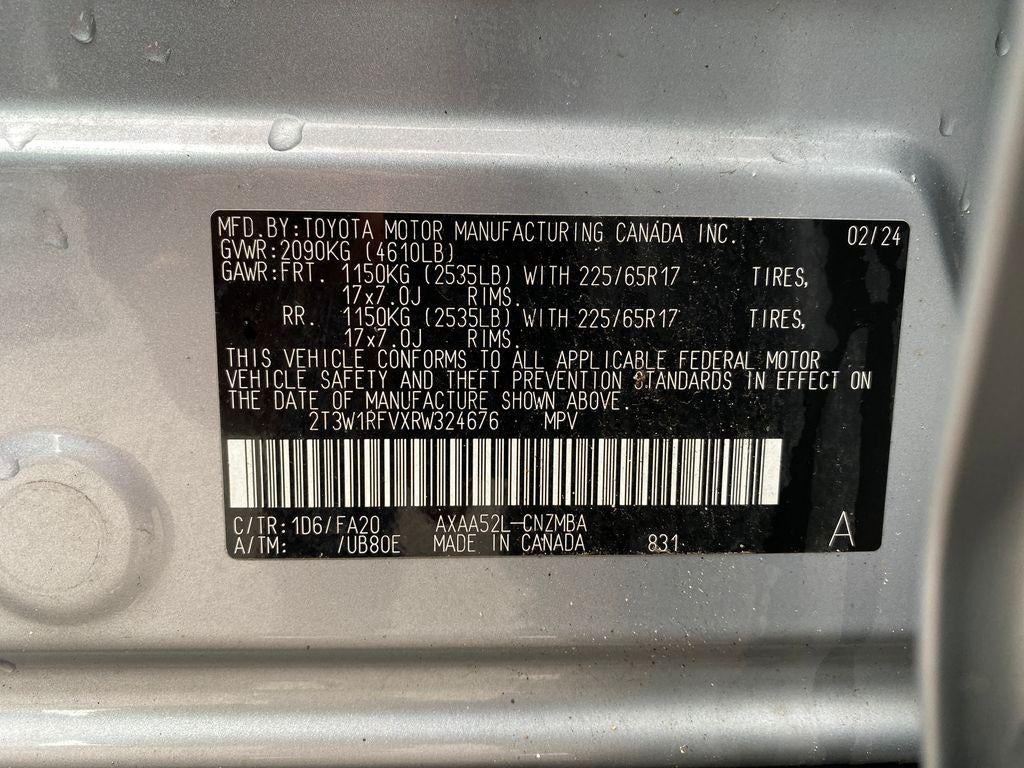 MFD.BY:TOYOTA MOTOR MANUFACTURING CANADA INC. 02/24
GVWR:2090KG (4610LB)
GAWR:FRT. 1150KG (2535LB) WITH 225/65R17 TIRES,
17x7.0J RIMS.
RR. 1150KG (2535LB) WITH 225/65R17 TIRES,
17x7.0J RIMS.
THIS VEHICLE CONFORMS TO ALL APPLICABLE FEDERAL MOTOR
VEHICLE SAFETY AND THEFT PREVENTION STANDARDS IN EFFECT ON
THE DATE OF MANUFACTURE SHOWN ABOVE.
2T3W1RFVXRW324676 MPV
C/TR:1D6/FA20 AXAA52L-CNZMBA
A/TM: /UB80E MADE IN CANADA 831 A